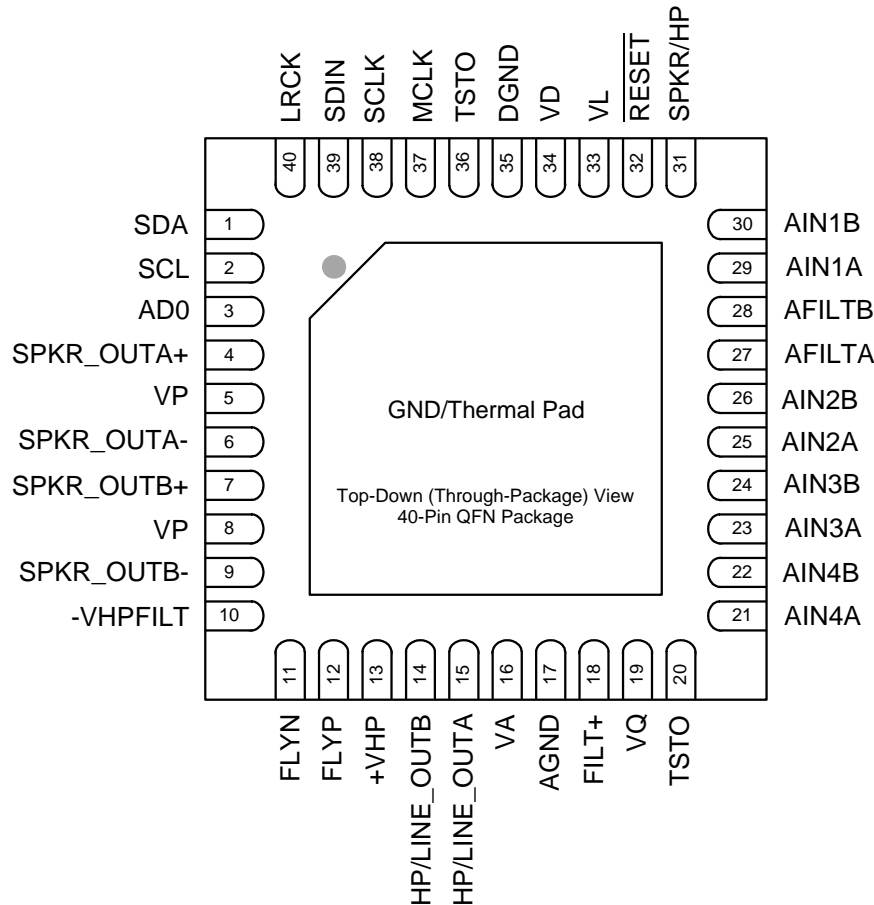 LRCK
SDIN
SCLK
MCLK
TSTO
DGND
VD
VL
RESET
SPKR/HP
40
39
38
37
36
35
34
33
32
31
SDA 1
SCL 2
AD0 3
SPKR_OUTA+ 4
VP 5
SPKR_OUTA- 6
SPKR_OUTB+ 7
VP 8
SPKR_OUTB- 9
-VHPFILT 10
GND/Thermal Pad
Top-Down (Through-Package) View
40-Pin QFN Package
30 AIN1B
29 AIN1A
28 AFILTB
27 AFILTA
26 AIN2B
25 AIN2A
24 AIN3B
23 AIN3A
22 AIN4B
21 AIN4A
11
12
13
14
15
16
17
18
19
20
FLYN
FLYP
+VHP
HP/LINE_OUTB
HP/LINE_OUTA
VA
AGND
FILT+
VQ
TSTO